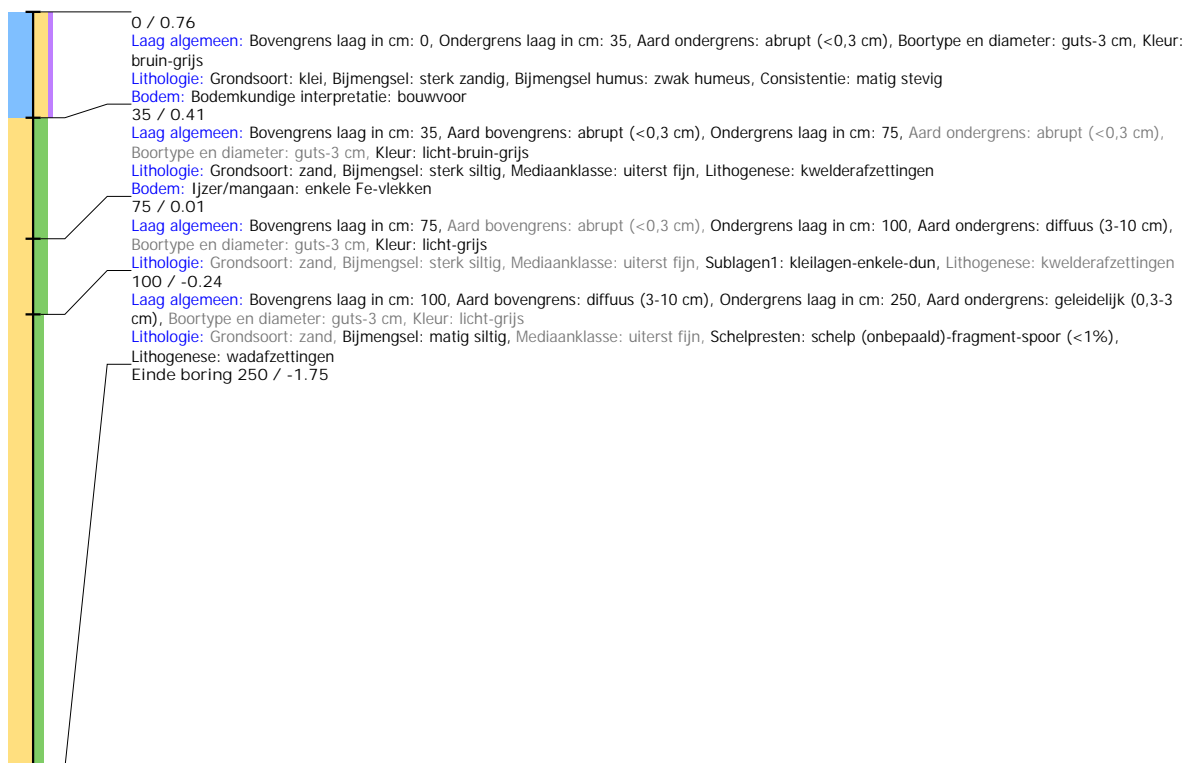 0 / 0.76
Laag algemeen: Bovengrens laag in cm: 0, Ondergrens laag in cm: 35, Aard ondergrens: abrupt (<0,3 cm), Boortype en diameter: guts-3 cm, Kleur:
bruin-grijs
Lithologie: Grondsoort: klei, Bijmengsel: sterk zandig, Bijmengsel humus: zwak humeus, Consistentie: matig stevig
Bodem: Bodemkundige interpretatie: bouwvoor
35 / 0.41
Laag algemeen: Bovengrens laag in cm: 35, Aard bovengrens: abrupt (<0,3 cm), Ondergrens laag in cm: 75, Aard ondergrens: abrupt (<0,3 cm),
Boortype en diameter: guts-3 cm, Kleur: licht-bruin-grijs
Lithologie: Grondsoort: zand, Bijmengsel: sterk siltig, Mediaanklasse: uiterst fijn, Lithogenese: kwelderafzettingen
Bodem: Ijzer/mangaan: enkele Fe-vlekken
75 / 0.01
Laag algemeen: Bovengrens laag in cm: 75, Aard bovengrens: abrupt (<0,3 cm), Ondergrens laag in cm: 100, Aard ondergrens: diffuus (3-10 cm),
Boortype en diameter: guts-3 cm, Kleur: licht-grijs
Lithologie: Grondsoort: zand, Bijmengsel: sterk siltig, Mediaanklasse: uiterst fijn, Sublagen1: kleilagen-enkele-dun, Lithogenese: kwelderafzettingen
100 / -0.24
Laag algemeen: Bovengrens laag in cm: 100, Aard bovengrens: diffuus (3-10 cm), Ondergrens laag in cm: 250, Aard ondergrens: geleidelijk (0,3-3
cm), Boortype en diameter: guts-3 cm, Kleur: licht-grijs
Lithologie: Grondsoort: zand, Bijmengsel: matig siltig, Mediaanklasse: uiterst fijn, Schelpresten: schelp (onbepaald)-fragment-spoor (<1%),
Lithogenese: wadafzettingen
Einde boring 250 / -1.75